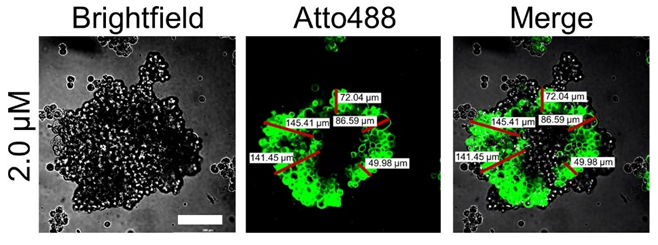 Brightfield
Atto488
Merge
2.0 µM
72.04 µm
145.41 µm
86.59 µm
141.45 µm
49.98 µm
72.04 µm
145.41 µm
86.59 µm
141.45 µm
49.98 µm